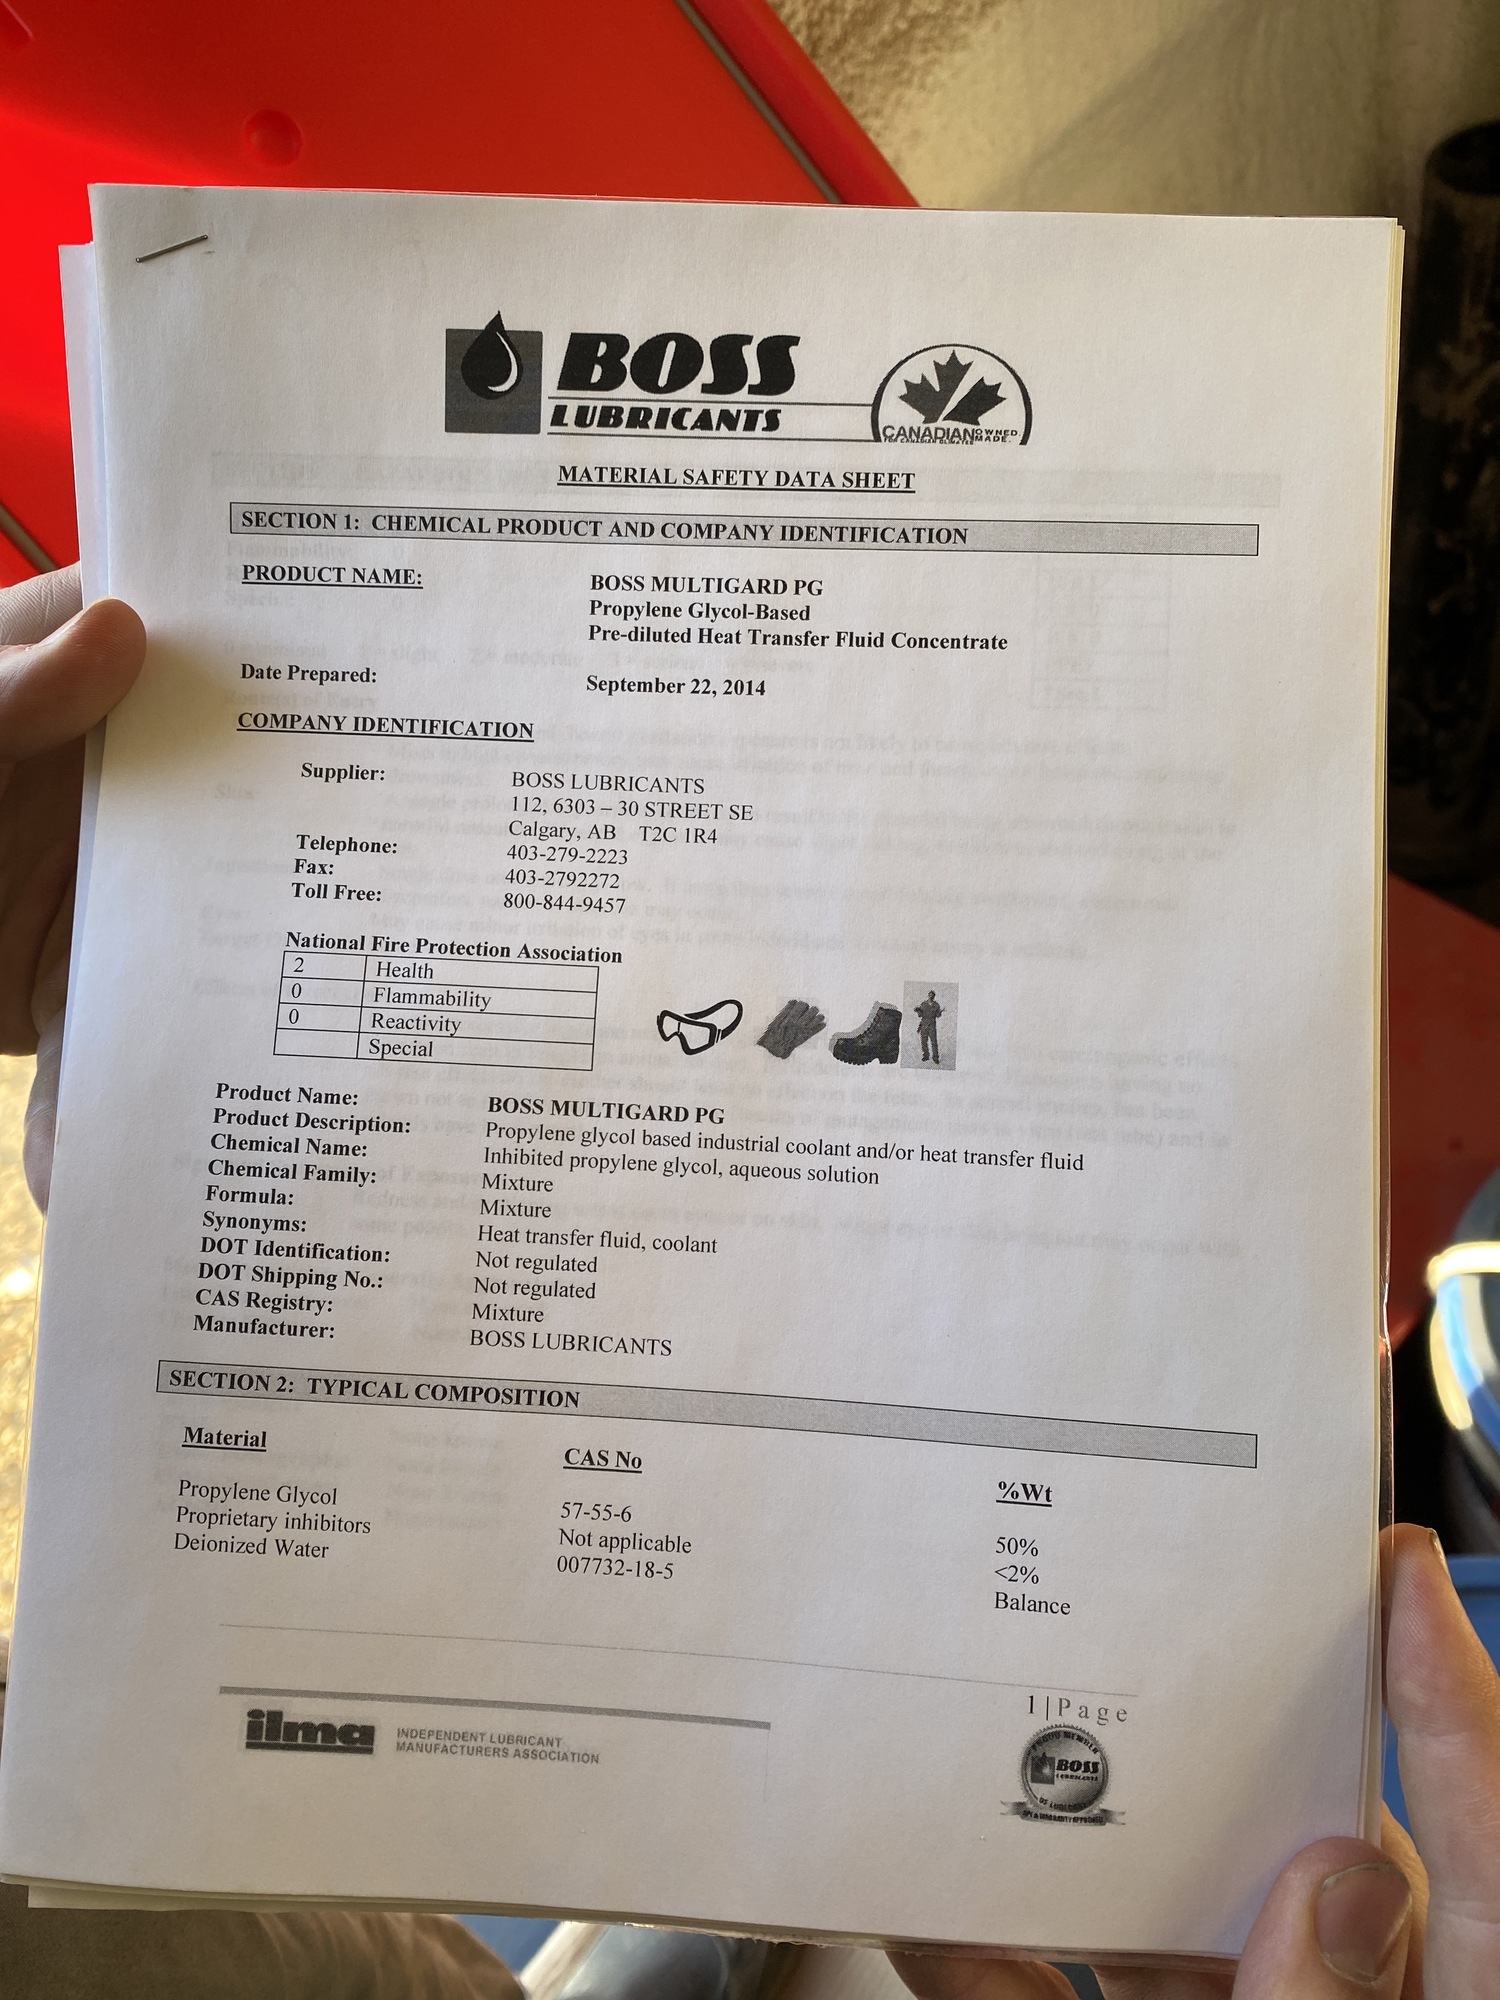 BOSS
LUBRICANTS
CANADIAN OWNED. MADE.
FOR CANADIAN CLIMATES
MATERIAL SAFETY DATA SHEET
SECTION 1: CHEMICAL PRODUCT AND COMPANY IDENTIFICATION
PRODUCT NAME: BOSS MULTIGARD PG
Propylene Glycol-Based
Pre-diluted Heat Transfer Fluid Concentrate
Date Prepared: September 22, 2014
COMPANY IDENTIFICATION
Supplier: BOSS LUBRICANTS
112, 6303 – 30 STREET SE
Calgary, AB T2C 1R4
Telephone: 403-279-2223
Fax: 403-2792272
Toll Free: 800-844-9457
National Fire Protection Association
2 Health
0 Flammability
0 Reactivity
Special
Product Name: BOSS MULTIGARD PG
Product Description: Propylene glycol based industrial coolant and/or heat transfer fluid
Chemical Name: Inhibited propylene glycol, aqueous solution
Chemical Family: Mixture
Formula: Mixture
Synonyms: Heat transfer fluid, coolant
DOT Identification: Not regulated
DOT Shipping No.: Not regulated
CAS Registry: Mixture
Manufacturer: BOSS LUBRICANTS
SECTION 2: TYPICAL COMPOSITION
Material CAS No %Wt
Propylene Glycol 57-55-6 50%
Proprietary inhibitors Not applicable <2%
Deionized Water 007732-18-5 Balance
1 | Page
ilma INDEPENDENT LUBRICANT
MANUFACTURERS ASSOCIATION
BOSS
LUBRICANTS